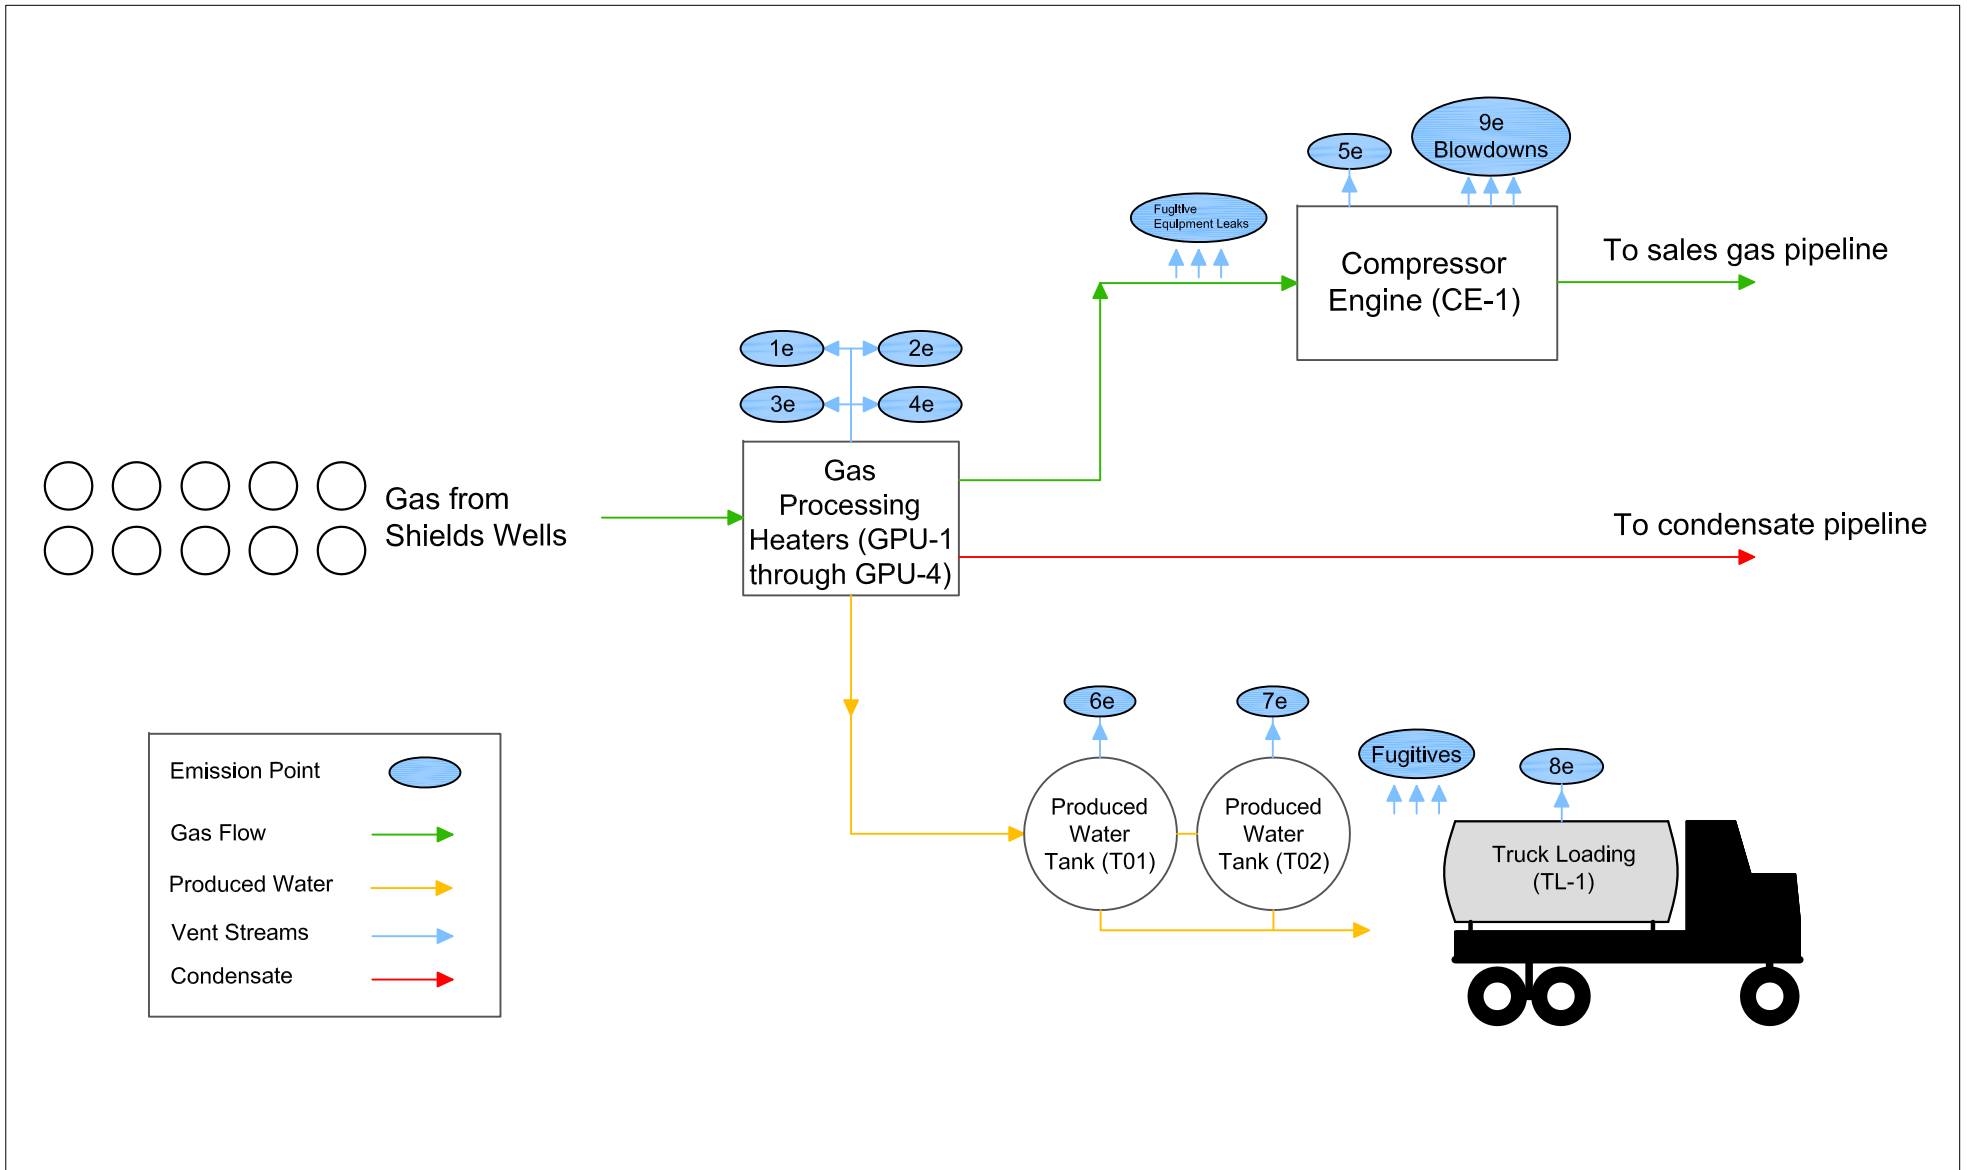 9e
Blowdowns
5e
Fugitive
Equipment Leaks
To sales gas pipeline
Compressor
Engine (CE-1)
1e
2e
3e
4e
Gas
Processing
Heaters (GPU-1
through GPU-4)
Gas from
Shields Wells
To condensate pipeline
6e
7e
Fugitives
8e
Produced
Water
Tank (T01)
Produced
Water
Tank (T02)
Truck Loading
(TL-1)
Emission Point
Gas Flow
Produced Water
Vent Streams
Condensate